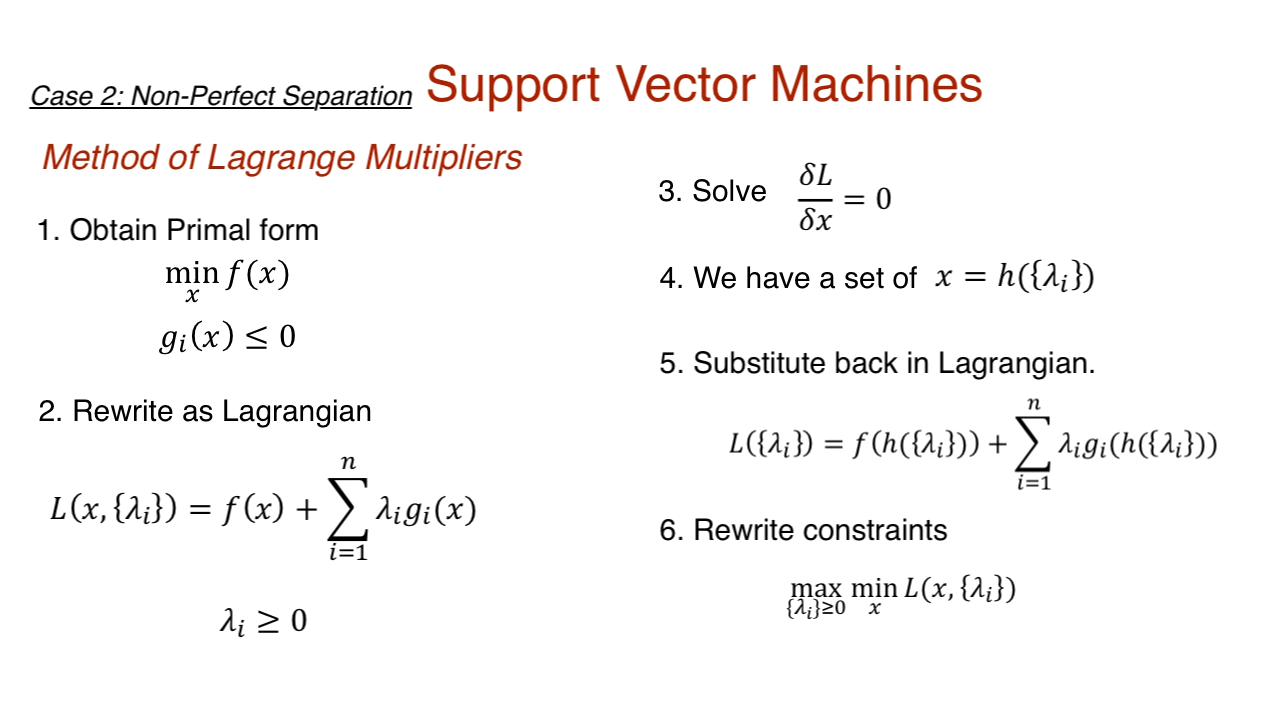 Case 2: Non-Perfect Separation Support Vector Machines
Method of Lagrange Multipliers
1. Obtain Primal form
min f(x)
x
gᵢ(x) ≤ 0
2. Rewrite as Lagrangian
L(x, {λᵢ}) = f(x) + ∑ᵢ₌₁ⁿ λᵢgᵢ(x)
λᵢ ≥ 0
3. Solve δL/δx = 0
4. We have a set of x = h({λᵢ})
5. Substitute back in Lagrangian.
L({λᵢ}) = f(h({λᵢ})) + ∑ᵢ₌₁ⁿ λᵢgᵢ(h({λᵢ}))
6. Rewrite constraints
max min L(x, {λᵢ})
{λᵢ}≥0 x